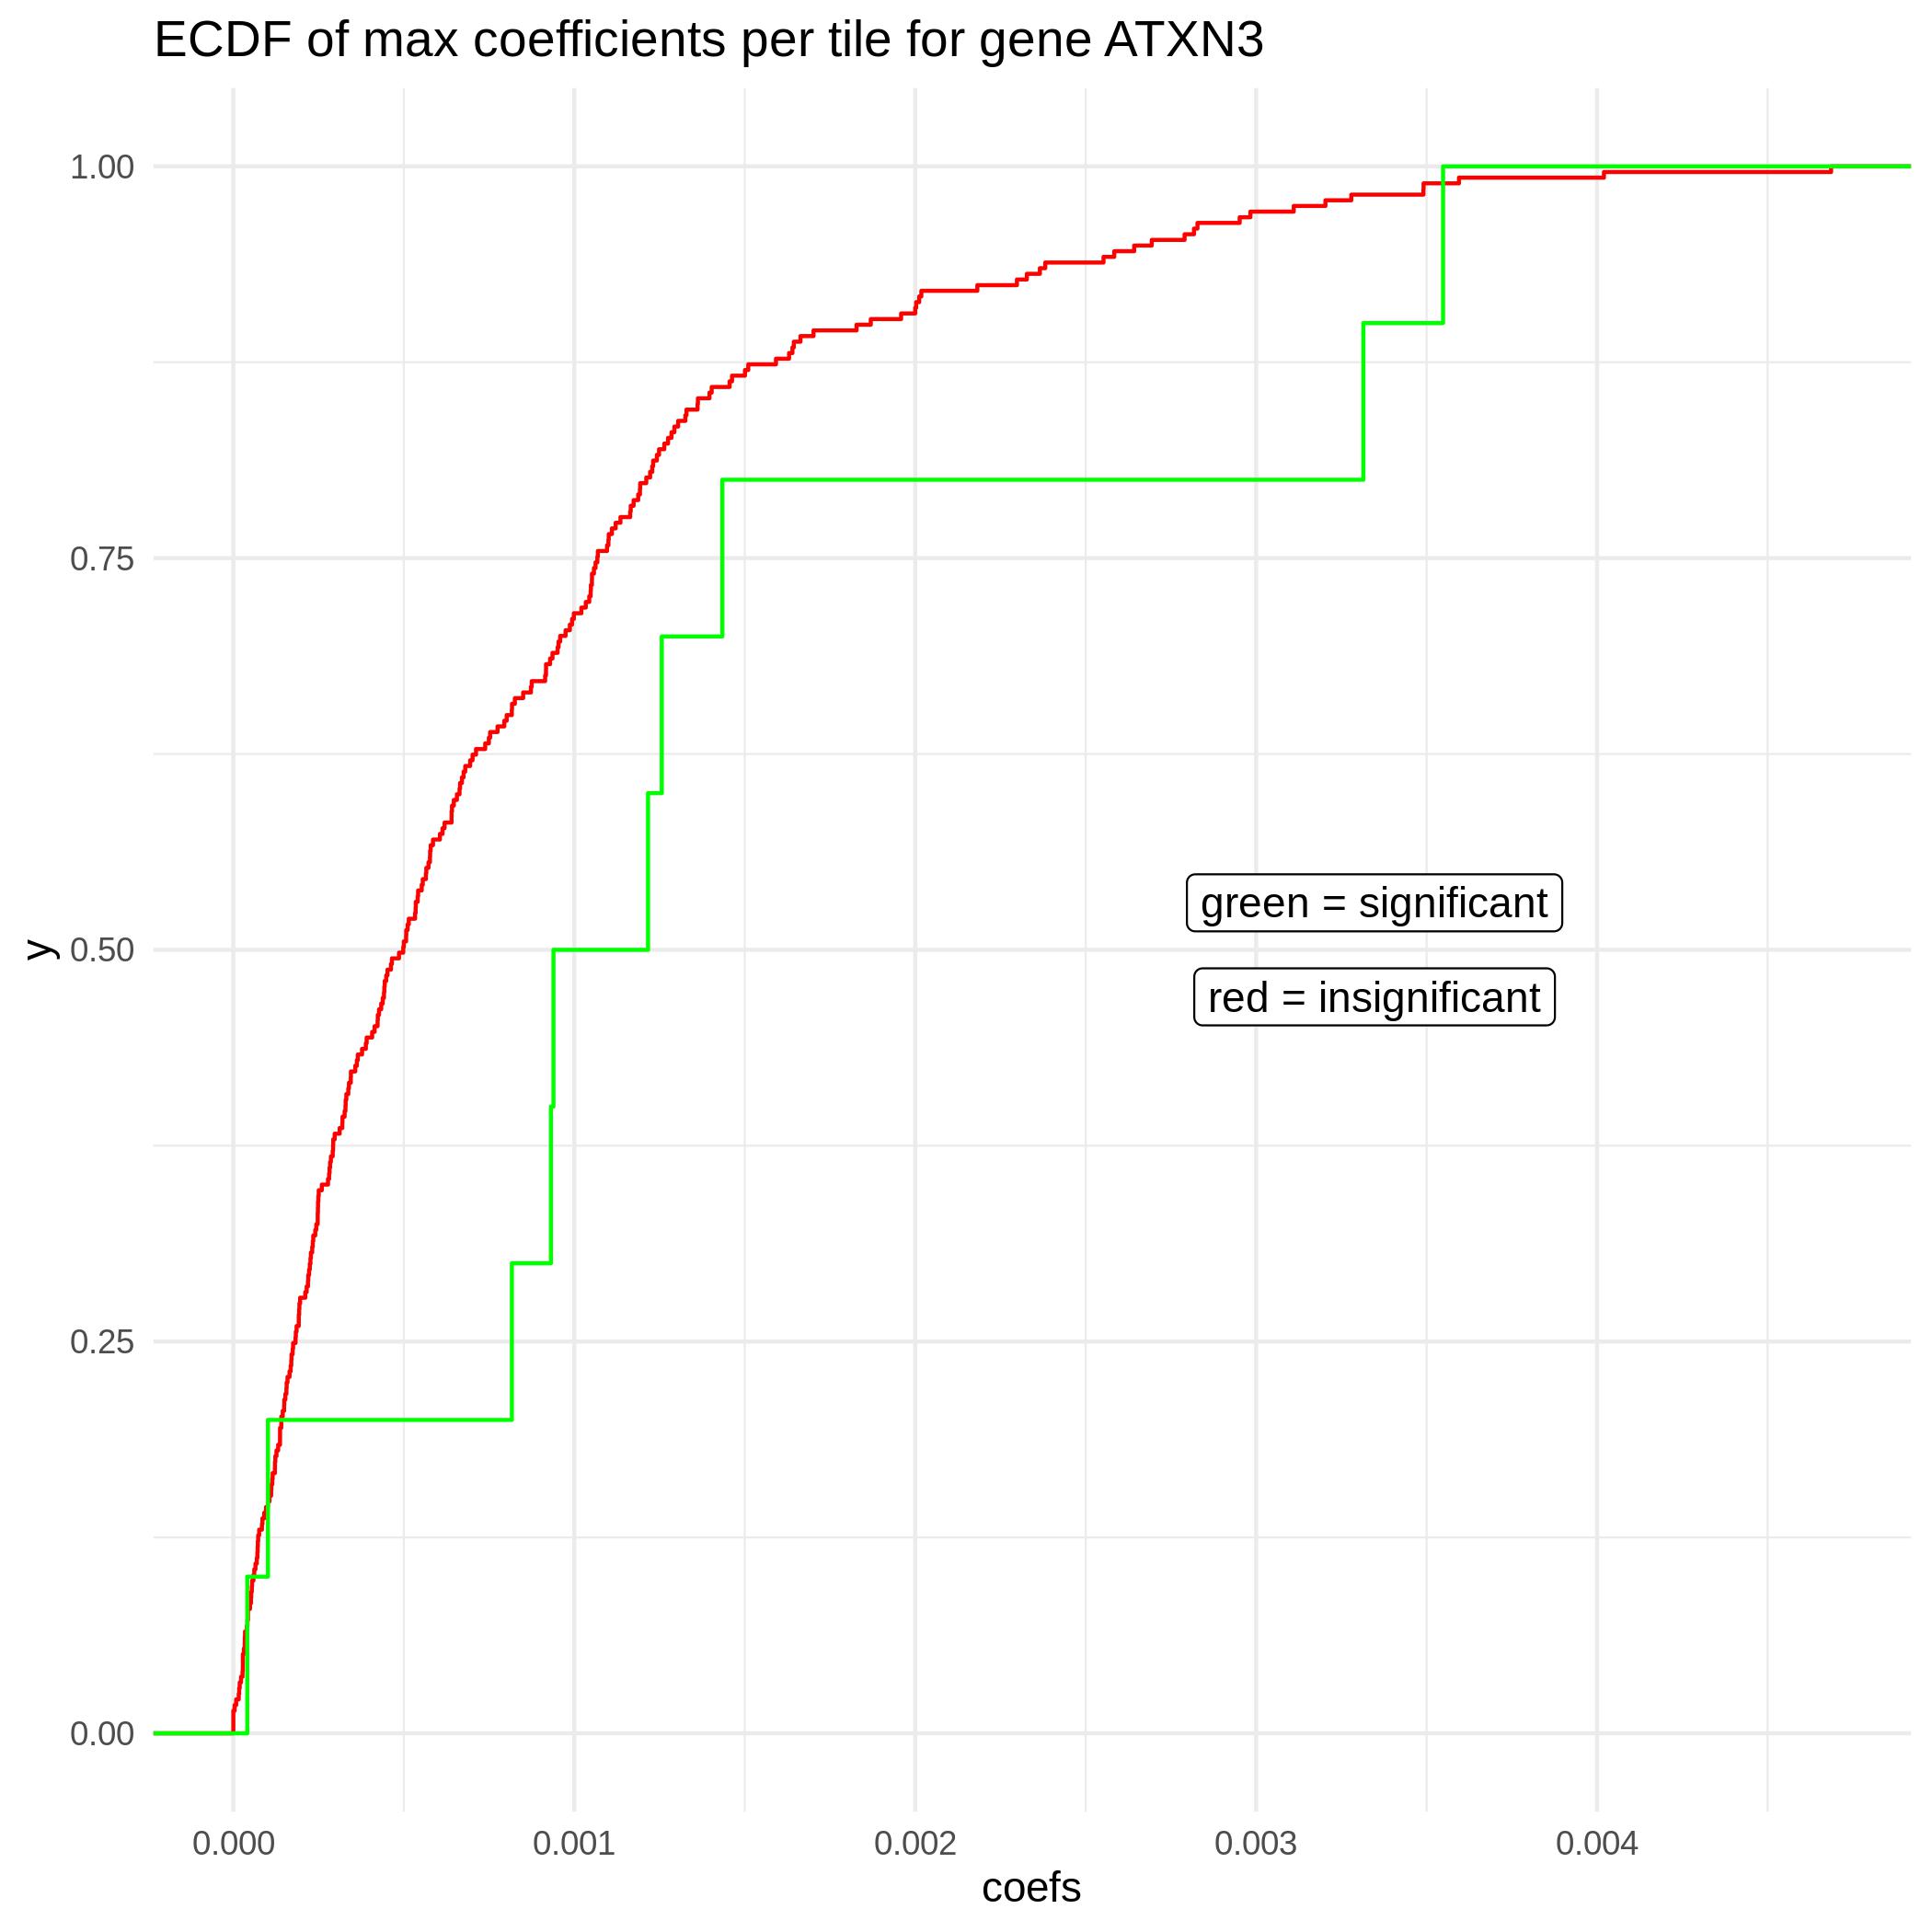 ECDF of max coefficients per tile for gene ATXN3
1.00
0.75
0.50
0.25
0.00
y
green = significant
red = insignificant
0.000
0.001
0.002
0.003
0.004
coefs